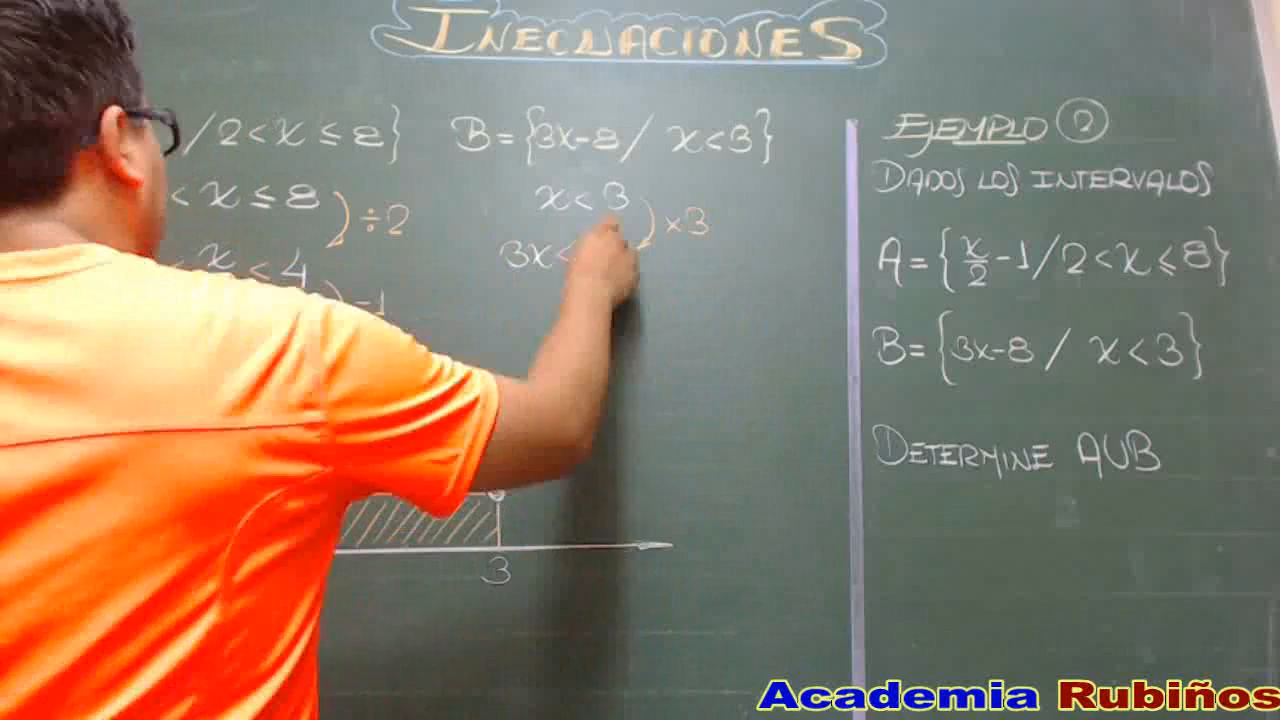 INECUACIONES
/ 2 < x ≤ 8} B = {3x-8 / x < 3}
< x ≤ 8 ) ÷2 x < 3 ) ×3
< x ≤ 4 3x <
) -1
3
EJEMPLO 2
DADOS LOS INTERVALOS
A = {x/2 - 1 / 2 < x ≤ 8}
B = {3x-8 / x < 3}
DETERMINE A∪B
Academia Rubiños